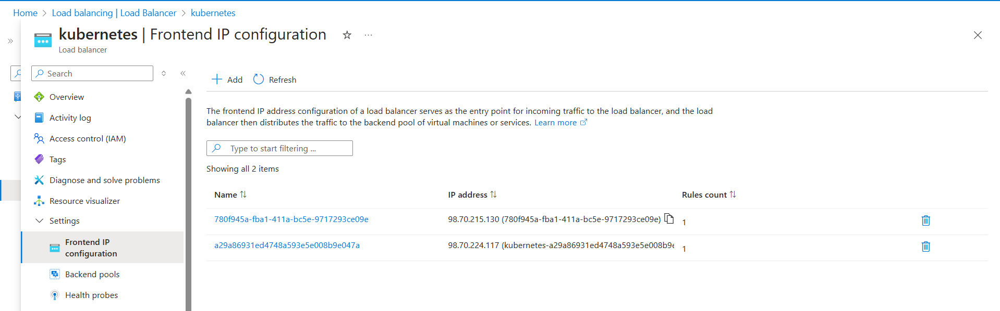 Home > Load balancing | Load Balancer > kubernetes
kubernetes | Frontend IP configuration
Load balancer
Search
Overview
Activity log
Access control (IAM)
Tags
Diagnose and solve problems
Resource visualizer
Settings
Frontend IP
configuration
Backend pools
Health probes
Add
Refresh
The frontend IP address configuration of a load balancer serves as the entry point for incoming traffic to the load balancer, and the load
balancer then distributes the traffic to the backend pool of virtual machines or services. Learn more
Type to start filtering ...
Showing all 2 items
Name IP address Rules count
780f945a-fba1-411a-bc5e-9717293ce09e 98.70.215.130 (780f945a-fba1-411a-bc5e-9717293ce09e) 1
a29a86931ed4748a593e5e008b9e047a 98.70.224.117 (kubernetes-a29a86931ed4748a593e5e008b9e 1